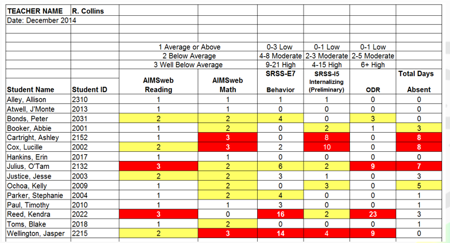 TEACHER NAME R. Collins
Date: December 2014
1 Average or Above 0-3 Low 0-1 Low 0-1 Low
2 Below Average 4-8 Moderate 2-3 Moderate 2-5 Moderate
3 Well Below Average 9-21 High 4-15 High 6+ High
Student Name Student ID AIMSweb Reading AIMSweb Math SRSS-E7 Behavior SRSS-I5 Internalizing (Preliminary) ODR Total Days Absent
Alley, Allison 2310 1 1 1 1 0 0
Atwell, J'Monte 2013 1 1 0 0 0 0
Bonds, Peter 2031 2 2 4 0 3 0
Booker, Abbie 2001 1 2 0 2 1 3
Cartright, Ashley 2152 1 3 0 8 0 8
Cox, Lucille 2002 2 3 2 10 0 8
Hankins, Erin 2017 1 1 0 0 0 0
Julius, O'Tam 2132 3 2 6 2 9 7
Justice, Jesse 2003 1 2 3 1 0 3
Ochoa, Kelly 2009 1 2 0 3 0 5
Parker, Stephanie 2004 1 2 4 0 0 1
Paul, Timothy 2010 1 1 3 0 0 1
Reed, Kendra 2022 3 0 16 2 23 3
Toms, Blake 2018 1 2 0 0 0 1
Wellington, Jasper 2215 2 3 14 4 9 0